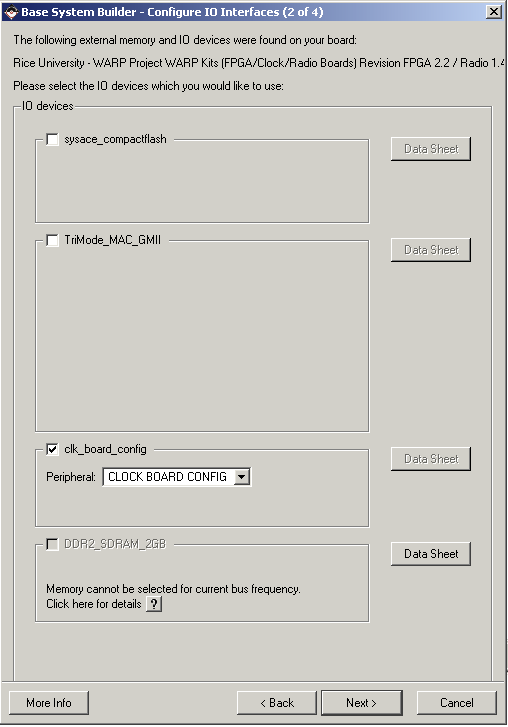 Base System Builder - Configure IO Interfaces (2 of 4)
The following external memory and IO devices were found on your board:
Rice University - WARP Project WARP Kits (FPGA/Clock/Radio Boards) Revision FPGA 2.2 / Radio 1.4
Please select the IO devices which you would like to use:
IO devices
sysace_compactflash
Data Sheet
TriMode_MAC_GMII
Data Sheet
clk_board_config
Data Sheet
Peripheral: CLOCK BOARD CONFIG
DDR2_SDRAM_2GB
Data Sheet
Memory cannot be selected for current bus frequency.
Click here for details ?
More Info
< Back
Next >
Cancel